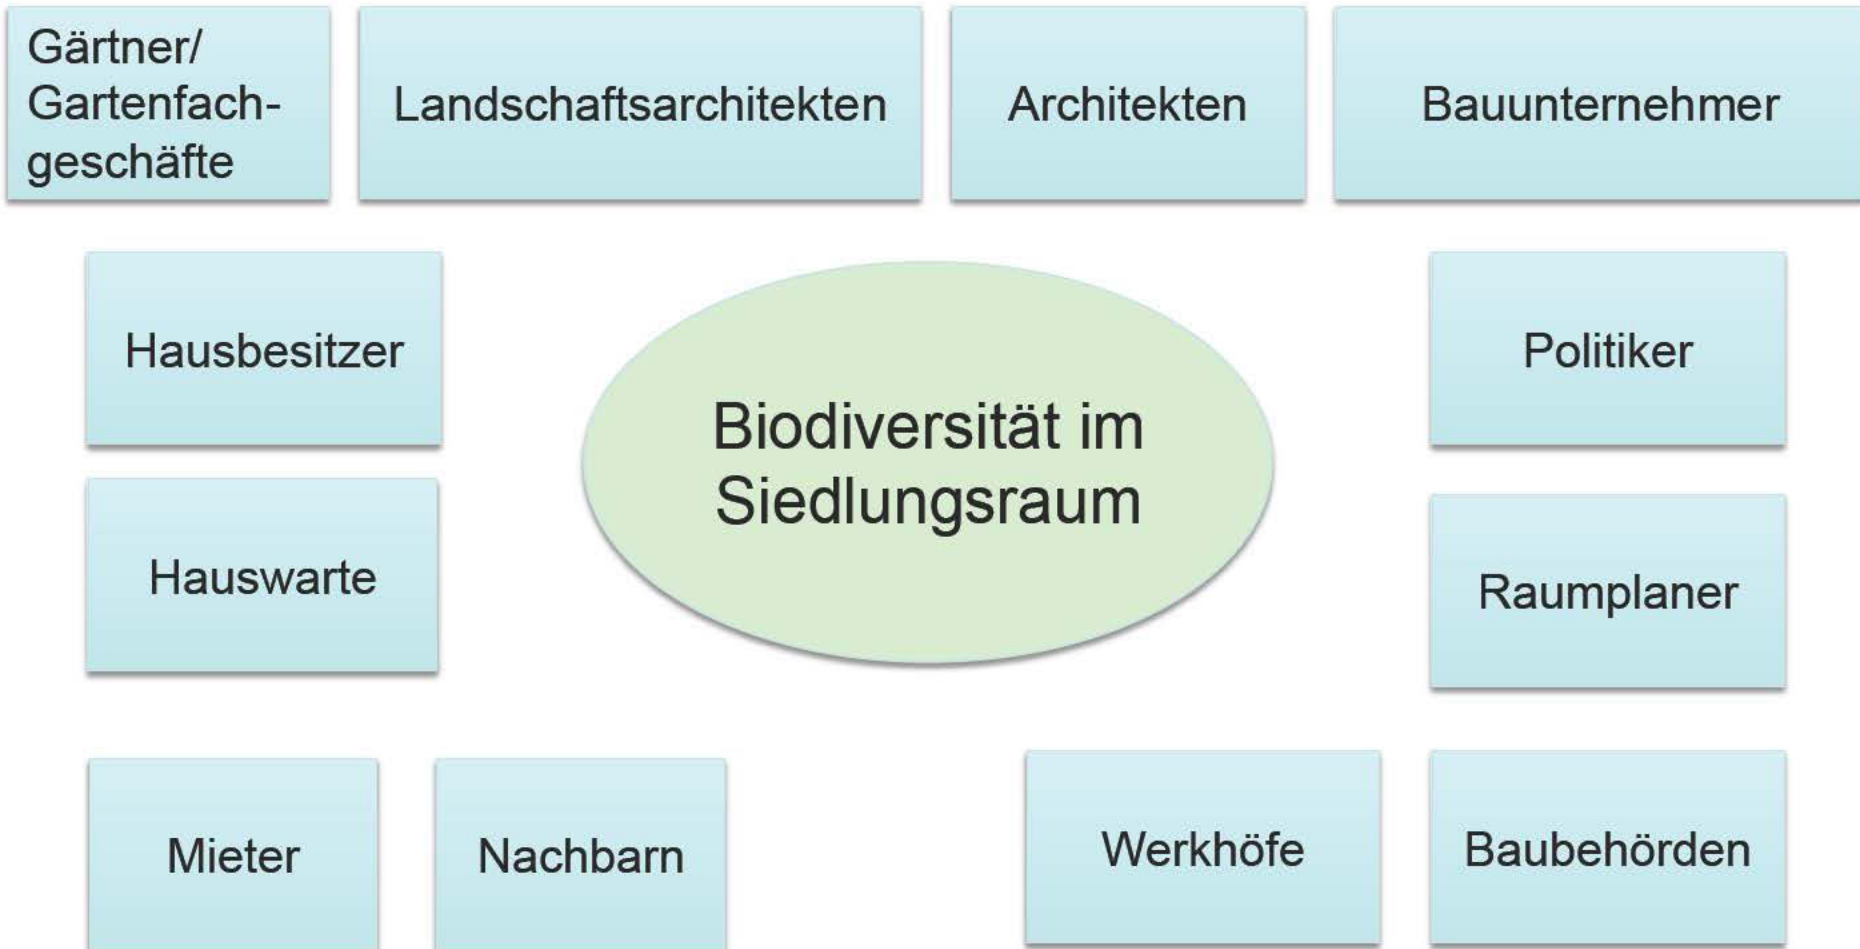 Gärtner/
Gartenfach-
geschäfte
Landschaftsarchitekten
Architekten
Bauunternehmer
Hausbesitzer
Politiker
Biodiversität im
Siedlungsraum
Hauswarte
Raumplaner
Mieter
Nachbarn
Werkhöfe
Baubehörden